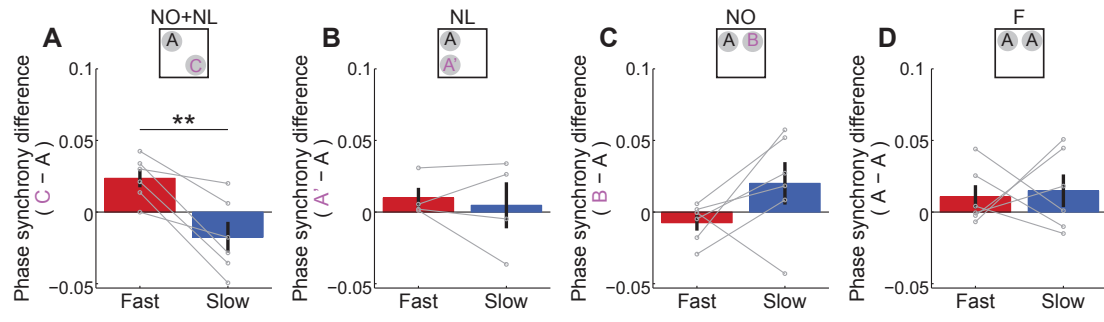 A
NO+NL
A
C
Phase synchrony difference
( C − A )
0.1
0.05
0
−0.05
**
Fast
Slow
B
NL
A
A'
Phase synchrony difference
( A' − A )
0.1
0.05
0
−0.05
Fast
Slow
C
NO
A
B
Phase synchrony difference
( B − A )
0.1
0.05
0
−0.05
Fast
Slow
D
F
A
A
Phase synchrony difference
( A − A )
0.1
0.05
0
−0.05
Fast
Slow